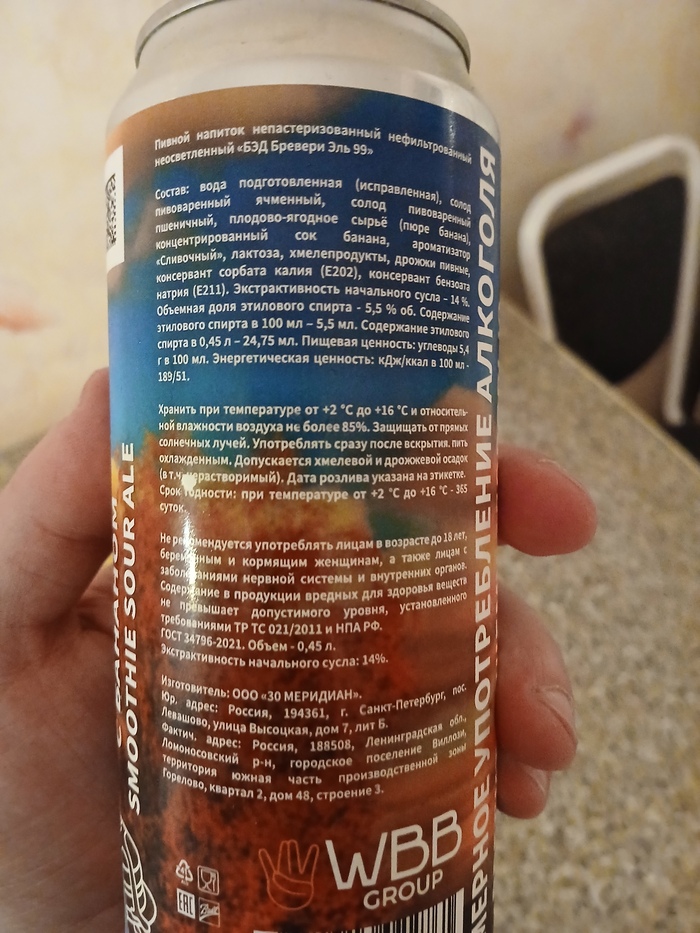 Пивной напиток непастеризованный нефильтрованный
неосветленный «БЭД Бревери Эль 99»
Состав: вода подготовленная (исправленная), солод
пивоваренный ячменный, солод пивоваренный
пшеничный, плодово-ягодное сырьё (пюре банана),
концентрированный сок банана, ароматизатор
«Сливочный», лактоза, хмелепродукты, дрожжи пивные,
консервант сорбата калия (Е202), консервант бензоата
натрия (Е211). Экстрактивность начального сусла - 14 %.
Объемная доля этилового спирта - 5,5 % об. Содержание
этилового спирта в 100 мл – 5,5 мл. Содержание этилового
спирта в 0,45 л – 24,75 мл. Пищевая ценность: углеводы 5,4
г в 100 мл. Энергетическая ценность: кДж/ккал в 100 мл -
189/51.
Хранить при температуре от +2 °C до +16 °C и относитель-
ной влажности воздуха не более 85%. Защищать от прямых
солнечных лучей. Употреблять сразу после вскрытия. пить
охлажденным. Допускается хмелевой и дрожжевой осадок
(в т.ч. нерастворимый). Дата розлива указана на этикетке.
Срок годности: при температуре от +2 °C до +16 °C - 365
суток.
Не рекомендуется употреблять лицам в возрасте до 18 лет,
беременным и кормящим женщинам, а также лицам с
заболеваниями нервной системы и внутренних органов.
Содержание в продукции вредных для здоровья веществ
не превышает допустимого уровня, установленного
требованиями ТР ТС 021/2011 и НПА РФ.
ГОСТ 34796-2021. Объем - 0,45 л.
Экстрактивность начального сусла: 14%.
Изготовитель: ООО «30 МЕРИДИАН».
Юр. адрес: Россия, 194361, г. Санкт-Петербург, пос.
Левашово, улица Высоцкая, дом 7, лит Б.
Фактич. адрес: Россия, 188508, Ленинградская обл,
Ломоносовский р-н, городское поселение Виллози,
территория южная часть производственной зоны
Горелово, квартал 2, дом 48, строение 3.
WBB
GROUP
EAC
С БАНАНОМ
SMOOTHIE SOUR ALE
МЕРНОЕ УПОТРЕБЛЕНИЕ АЛКОГОЛЯ